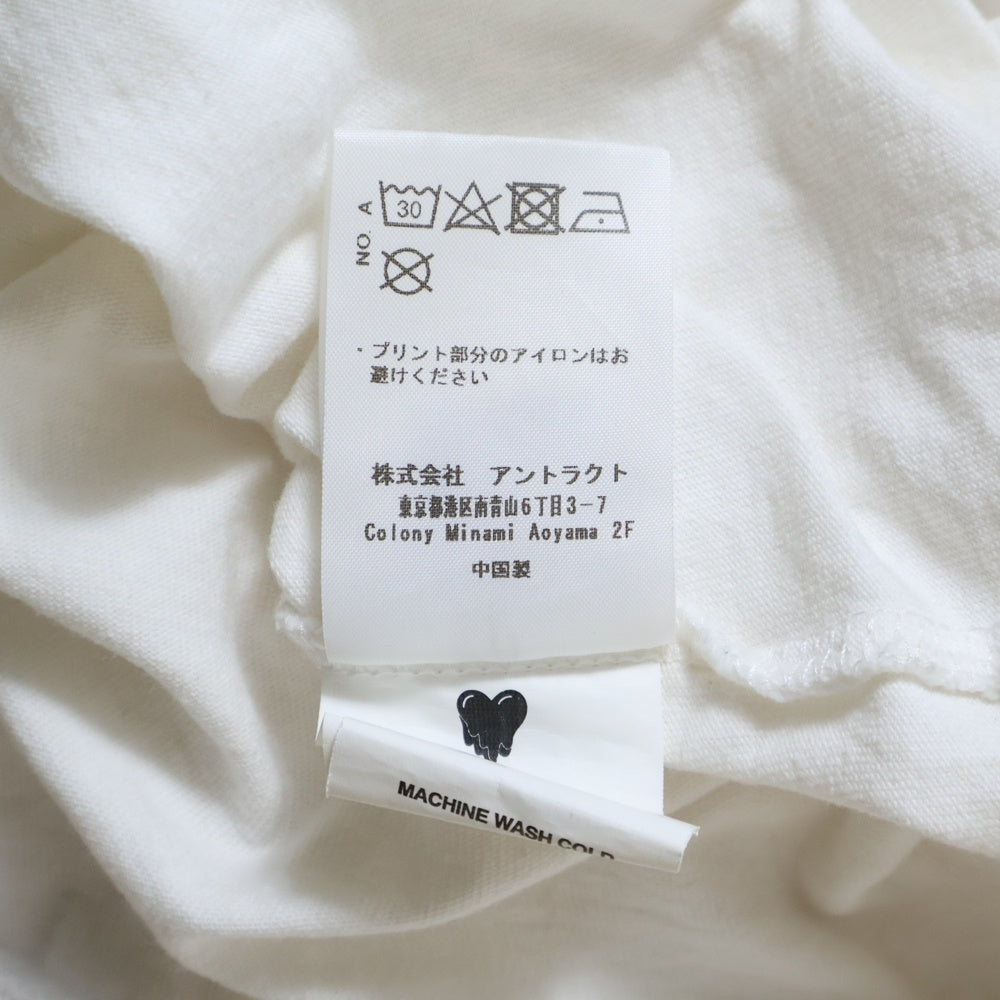 NO. A
30
・プリント部分のアイロンはお
避けください
株式会社 アントラクト
東京都港区南青山6丁目3-7
Colony Minami Aoyama 2F
中国製
MACHINE WASH COLD